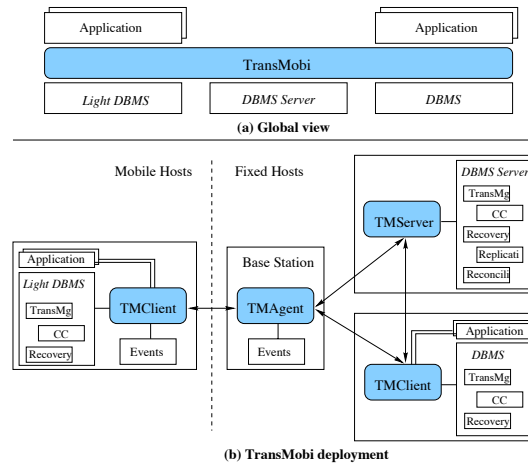 Application
Application
TransMobi
Light DBMS
DBMS Server
DBMS
(a) Global view
Mobile Hosts
Fixed Hosts
Application
Light DBMS
TransMg
CC
Recovery
TMClient
Events
Base Station
TMAgent
Events
TMServer
DBMS Server
TransMg
CC
Recovery
Replicati
Reconcili
TMClient
Application
DBMS
TransMg
CC
Recovery
(b) TransMobi deployment